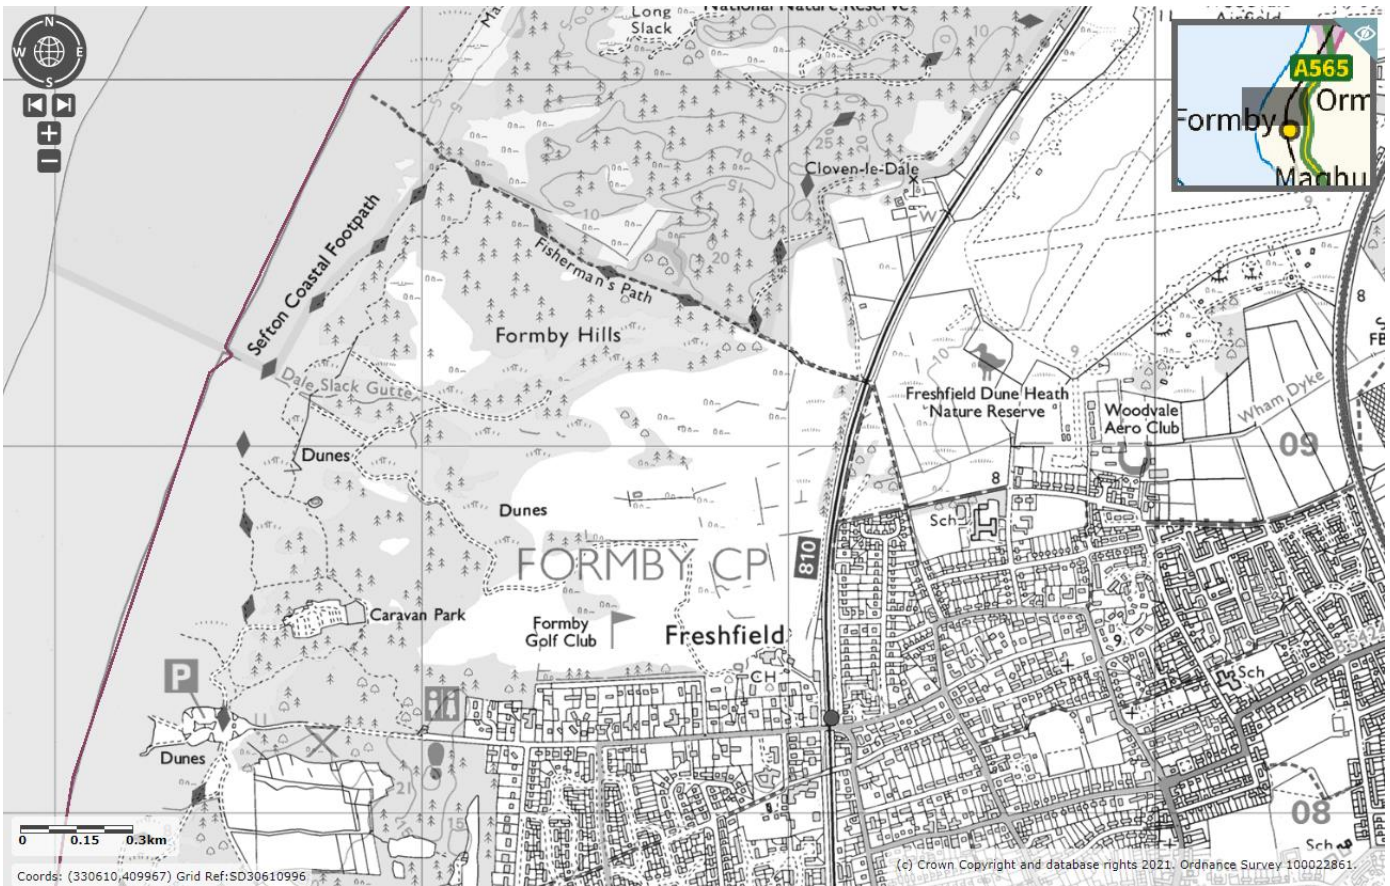 N
W
E
S
National Nature Reserve
Long
Slack
Airfield
A565
Orm
Formby
Maghu
Cloven-le-Dale
W
Sefton Coastal Footpath
Fisherman's Path
Formby Hills
Dale Slack Gutte
Dunes
Freshfield Dune Heath
Nature Reserve
Woodvale
Aero Club
Wham Dyke
FB
09
Dunes
Sch
810
FORMBY CP
Caravan Park
Formby
Golf Club
Freshfield
CH
Sch
P
Dunes
08
Sch
0 0.15 0.3km
Coords: (330610,409967) Grid Ref:SD30610996
(c) Crown Copyright and database rights 2021. Ordnance Survey 100022861.